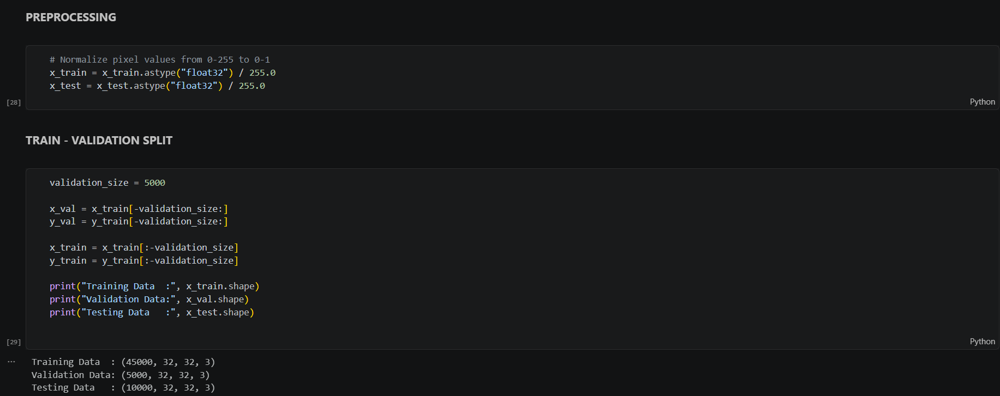 PREPROCESSING
# Normalize pixel values from 0-255 to 0-1
x_train = x_train.astype("float32") / 255.0
x_test = x_test.astype("float32") / 255.0
[28]
Python
TRAIN - VALIDATION SPLIT
validation_size = 5000
x_val = x_train[-validation_size:]
y_val = y_train[-validation_size:]
x_train = x_train[:-validation_size]
y_train = y_train[:-validation_size]
print("Training Data  :", x_train.shape)
print("Validation Data:", x_val.shape)
print("Testing Data   :", x_test.shape)
[29]
Python
...
Training Data  : (45000, 32, 32, 3)
Validation Data: (5000, 32, 32, 3)
Testing Data   : (10000, 32, 32, 3)